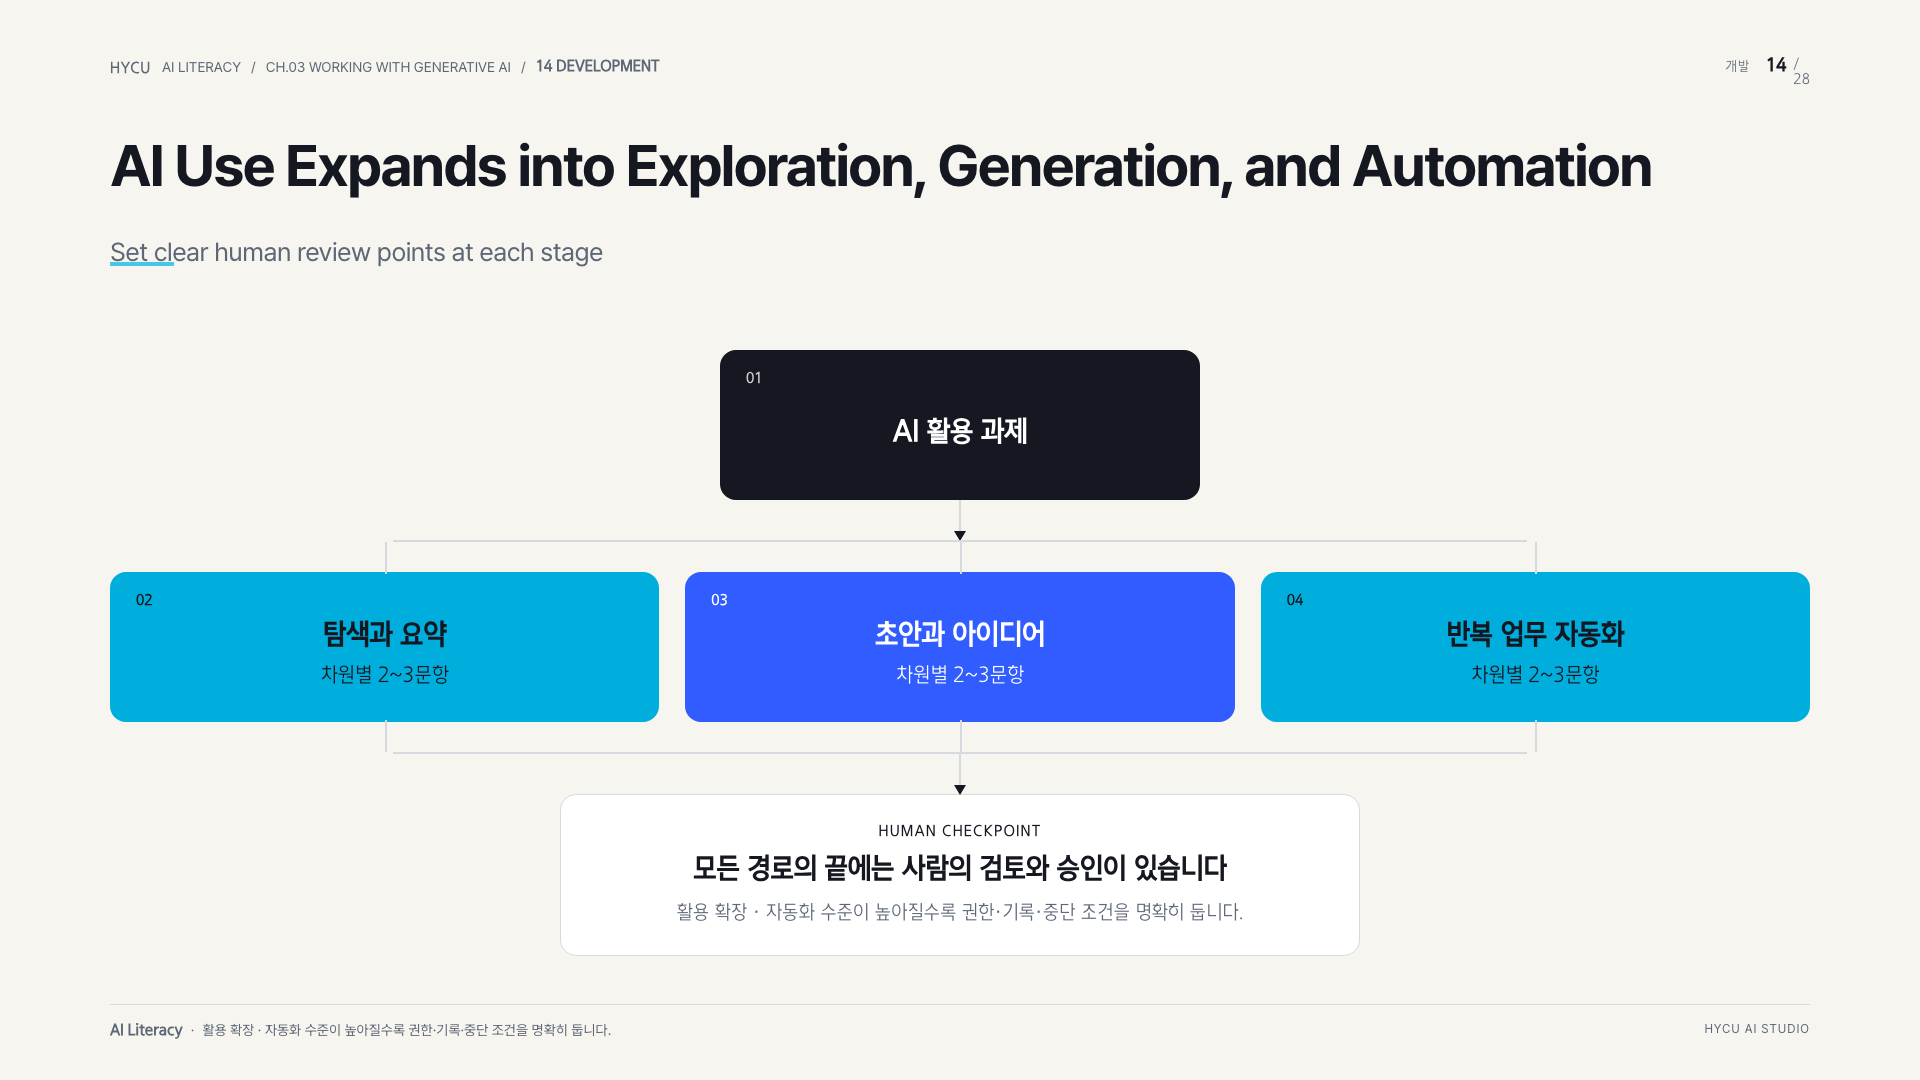 HYCU AI LITERACY / CH.03 WORKING WITH GENERATIVE AI / 14 DEVELOPMENT
개발 14 /
28
AI Use Expands into Exploration, Generation, and Automation
Set clear human review points at each stage
01
AI 활용 과제
02
탐색과 요약
차원별 2~3문항
03
초안과 아이디어
차원별 2~3문항
04
반복 업무 자동화
차원별 2~3문항
HUMAN CHECKPOINT
모든 경로의 끝에는 사람의 검토와 승인이 있습니다
활용 확장 · 자동화 수준이 높아질수록 권한·기록·중단 조건을 명확히 둡니다.
AI Literacy · 활용 확장 · 자동화 수준이 높아질수록 권한·기록·중단 조건을 명확히 둡니다.
HYCU AI STUDIO